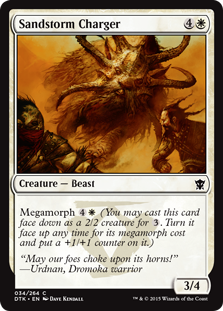 Sandstorm Charger 4
Creature — Beast
Megamorph 4 (You may cast this
card face down as a 2/2 creature for 3. Turn it
face up any time for its megamorph cost
and put a +1/+1 counter on it.)
"May our foes choke upon its horns!"
—Urdnan, Dromoka warrior
3/4
034/264 C
DTK • EN Dave Kendall
™ & © 2015 Wizards of the Coast